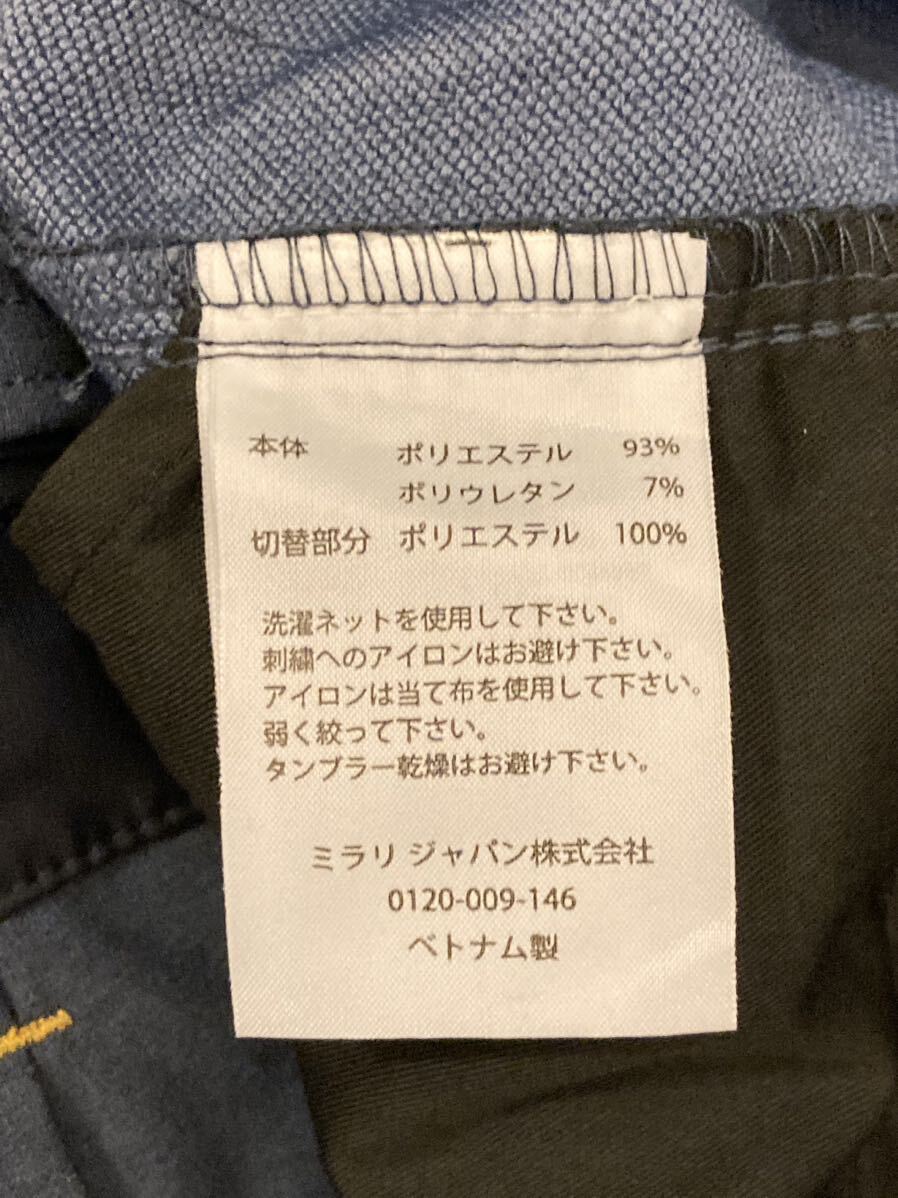 本体 ポリエステル 93%
ポリウレタン 7%
切替部分 ポリエステル 100%
洗濯ネットを使用して下さい。
刺繍へのアイロンはお避け下さい。
アイロンは当て布を使用して下さい。
弱く絞って下さい。
タンブラー乾燥はお避け下さい。
ミラリ ジャパン株式会社
0120-009-146
ベトナム製